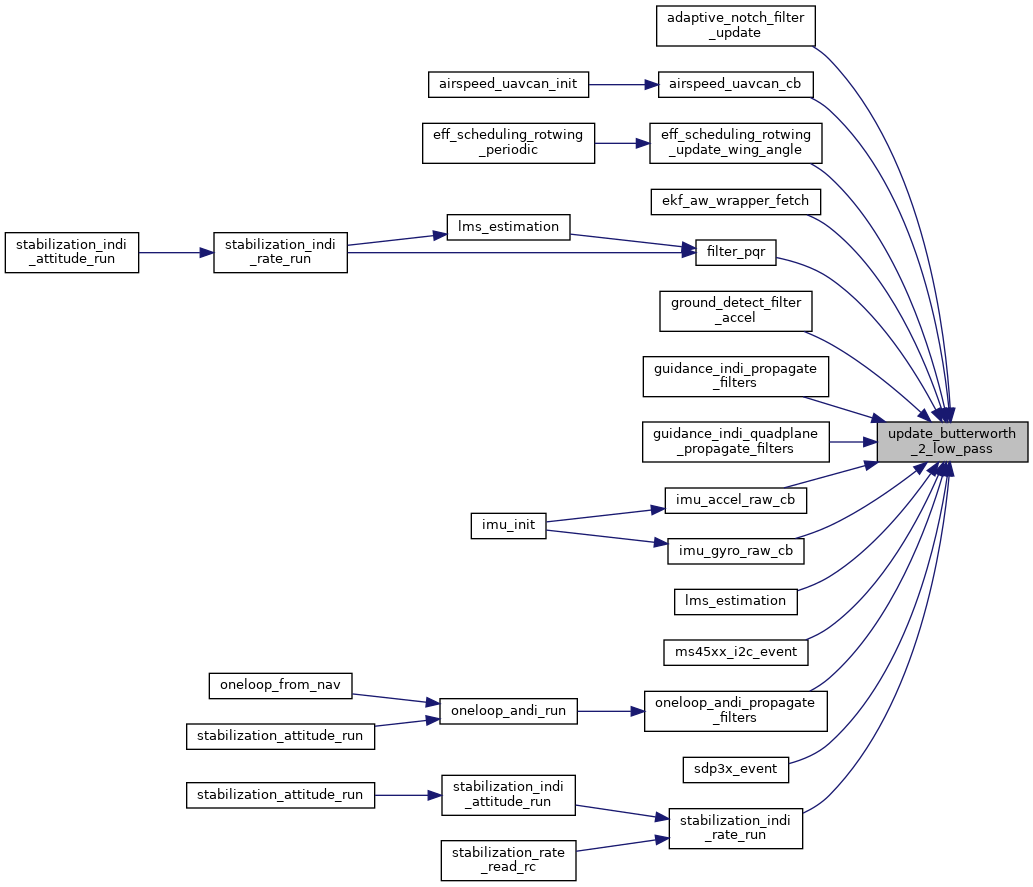 adaptive_notch_filter
_update
airspeed_uavcan_init
airspeed_uavcan_cb
eff_scheduling_rotwing
_periodic
eff_scheduling_rotwing
_update_wing_angle
ekf_aw_wrapper_fetch
stabilization_indi
_attitude_run
stabilization_indi
_rate_run
lms_estimation
filter_pqr
ground_detect_filter
_accel
guidance_indi_propagate
_filters
guidance_indi_quadplane
_propagate_filters
update_butterworth
_2_low_pass
imu_accel_raw_cb
imu_init
imu_gyro_raw_cb
lms_estimation
ms45xx_i2c_event
oneloop_from_nav
stabilization_attitude_run
oneloop_andi_run
oneloop_andi_propagate
_filters
sdp3x_event
stabilization_attitude_run
stabilization_indi
_attitude_run
stabilization_rate
_read_rc
stabilization_indi
_rate_run